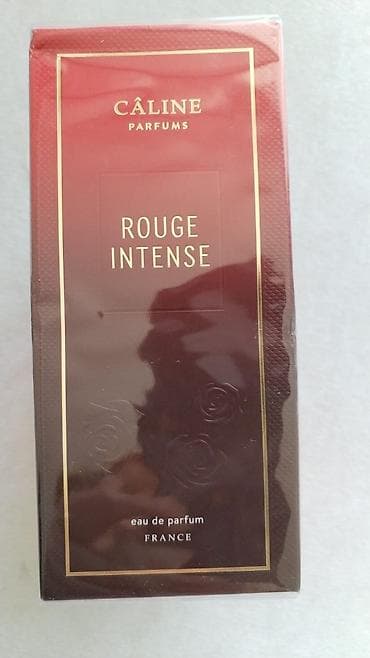 CÂLINE
PARFUMS
ROUGE
INTENSE
eau de parfum
FRANCE